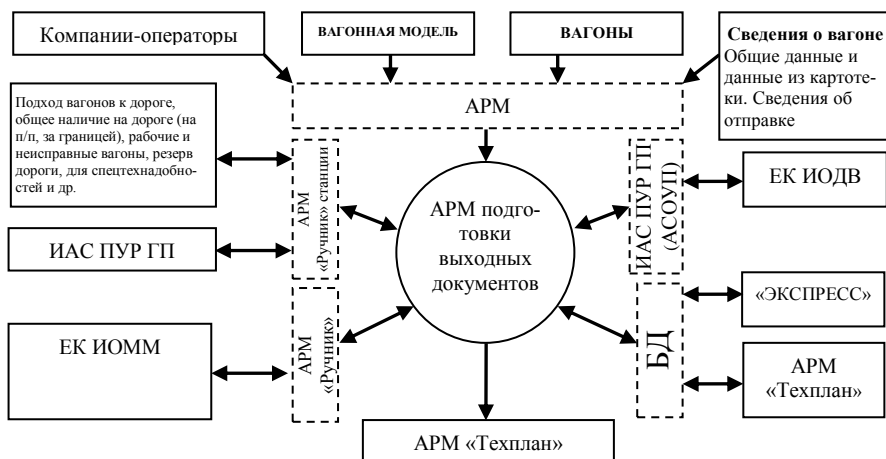 Компании-операторы
ВАГОННАЯ МОДЕЛЬ
ВАГОНЫ
Сведения о вагоне
Общие данные и
данные из картоте-
ки. Сведения об
отправке
АРМ
Подход вагонов к дороге,
общее наличие на дороге (на
п/п, за границей), рабочие и
неисправные вагоны, резерв
дороги, для спецтехнадобно-
стей и др.
АРМ
«Ручник» станции
АРМ подго-
товки
выходных
документов
ИАС ПУР ГП
(АСОУП)
ЕК ИОДВ
ИАС ПУР ГП
«ЭКСПРЕСС»
ЕК ИОММ
АРМ
«Ручник»
БД
АРМ
«Техплан»
АРМ «Техплан»